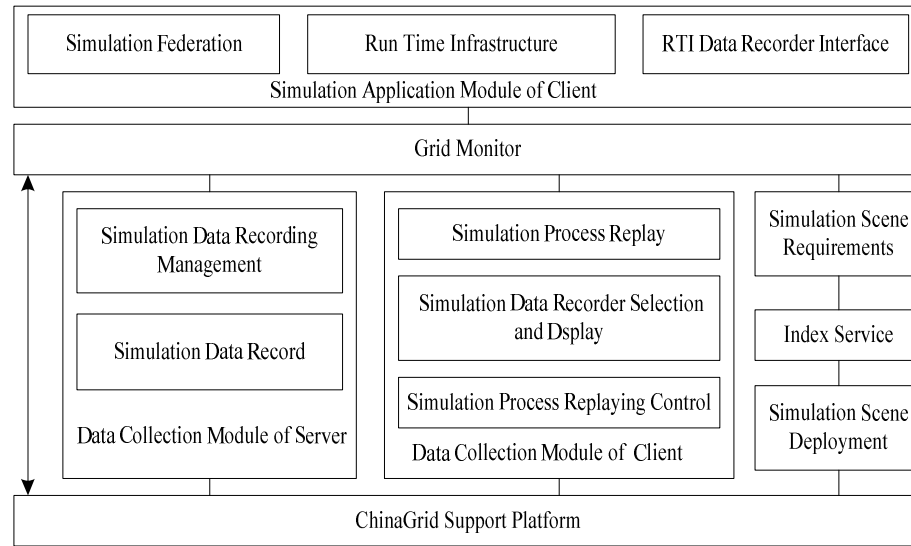 Simulation Federation
Run Time Infrastructure
RTI Data Recorder Interface
Simulation Application Module of Client
Grid Monitor
Simulation Data Recording
Management
Simulation Data Record
Data Collection Module of Server
Simulation Process Replay
Simulation Data Recorder Selection
and Dsplay
Simulation Process Replaying Control
Data Collection Module of Client
Simulation Scene
Requirements
Index Service
Simulation Scene
Deployment
ChinaGrid Support Platform